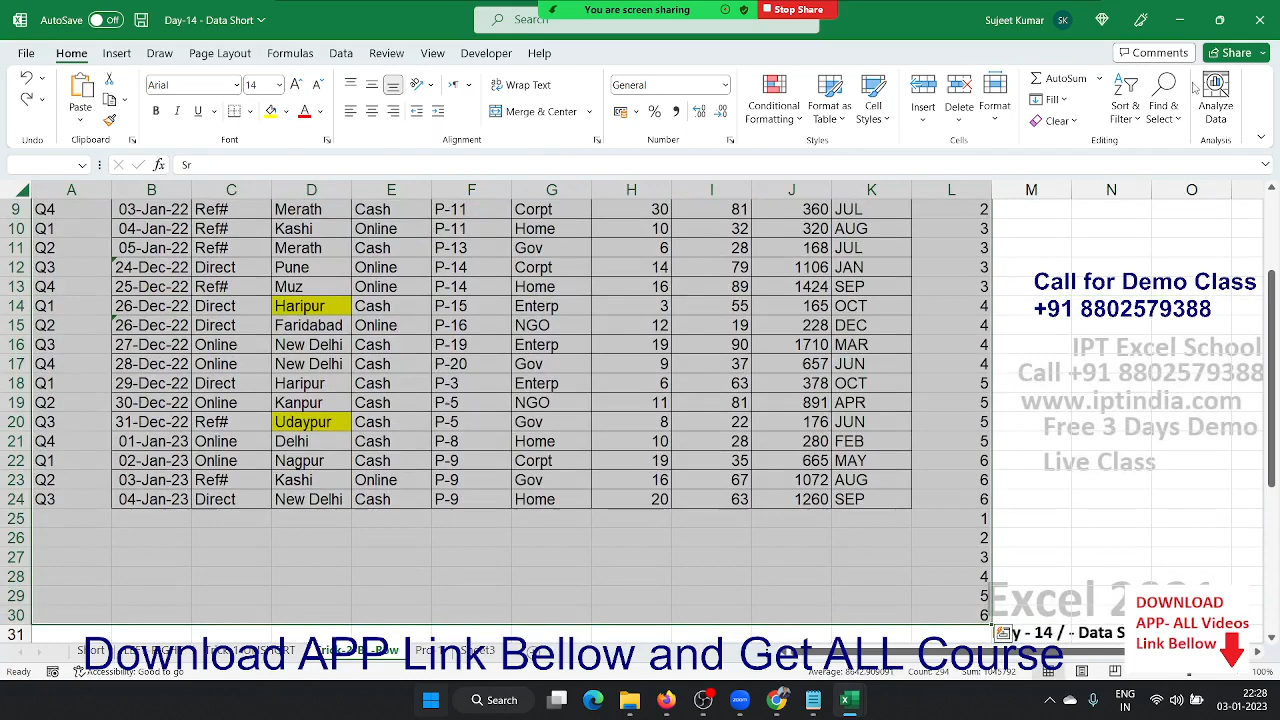 You are screen sharing
Stop Share
AutoSave Off
Day-14 - Data Short
Search
Sujeet Kumar SK
File Home Insert Draw Page Layout Formulas Data Review View Developer Help
Comments Share
Paste
Arial 14
Wrap Text
General
Conditional Formatting
Format as Table
Cell Styles
Insert Delete Format
AutoSum
Fill
Clear
Sort & Filter
Find & Select
Analyze Data
Merge & Center
Undo Clipboard Font Alignment Number Styles Cells Editing
fx Sr
A B C D E F G H I J K L M N O
9 Q4 03-Jan-22 Ref# Merath Cash P-11 Corpt 30 81 360 JUL 2
10 Q1 04-Jan-22 Ref# Kashi Online P-11 Home 10 32 320 AUG 3
11 Q2 05-Jan-22 Ref# Merath Cash P-13 Gov 6 28 168 JUL 3
12 Q3 24-Dec-22 Direct Pune Online P-14 Corpt 14 79 1106 JAN 3
13 Q4 25-Dec-22 Ref# Muz Online P-14 Home 16 89 1424 SEP 3
14 Q1 26-Dec-22 Direct Haripur Cash P-15 Enterp 3 55 165 OCT 4
15 Q2 26-Dec-22 Direct Faridabad Online P-16 NGO 12 19 228 DEC 4
16 Q3 27-Dec-22 Online New Delhi Cash P-19 Enterp 19 90 1710 MAR 4
17 Q4 28-Dec-22 Online New Delhi Cash P-20 Gov 9 37 657 JUN 4
18 Q1 29-Dec-22 Direct Haripur Cash P-3 Enterp 6 63 378 OCT 5
19 Q2 30-Dec-22 Online Kanpur Cash P-5 NGO 11 81 891 APR 5
20 Q3 31-Dec-22 Ref# Udaypur Cash P-5 Gov 8 22 176 JUN 5
21 Q4 01-Jan-23 Online Delhi Cash P-8 Home 10 28 280 FEB 5
22 Q1 02-Jan-23 Online Nagpur Cash P-9 Corpt 19 35 665 MAY 6
23 Q2 03-Jan-23 Ref# Kashi Online P-9 Gov 16 67 1072 AUG 6
24 Q3 04-Jan-23 Direct New Delhi Cash P-9 Home 20 63 1260 SEP 6
25 1
26 2
27 3
28 4
29 5
30 6
31
Call for Demo Class
+91 8802579388
IPT Excel School
Call +91 8802579388
www.iptindia.com
Free 3 Days Demo
Live Class
Excel
DOWNLOAD
APP- ALL Videos
Link Bellow
- 14 / - Data S
Short
Download APP Link Bellow and Get ALL Course
Ready Accessibility: Good to go Average: 8642.909091 Count: 294 Sum: 1045792 100%
Search
ENG
IN
22:28
03-01-2023